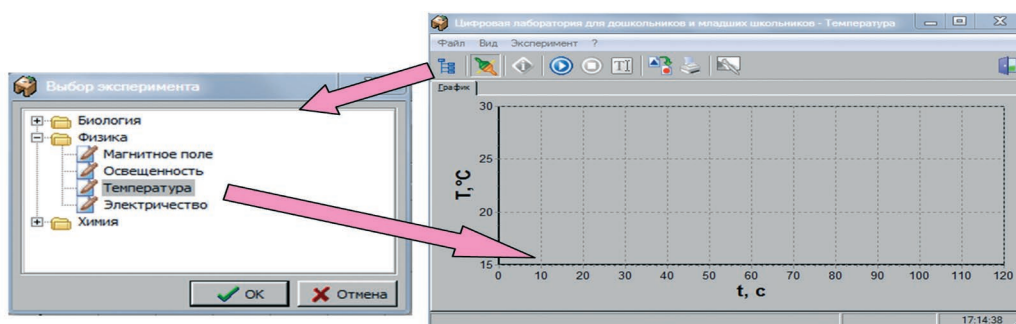 Выбор эксперимента
Биология
Физика
Магнитное поле
Освещенность
Температура
Электричество
Химия
ОК
Отмена
Цифровая лаборатория для дошкольников и младших школьников - Температура
Файл Вид Эксперимент ?
График
T, °C
30
25
20
15
0 10 20 30 40 50 60 70 80 90 100 110 120
t, c
17:14:38